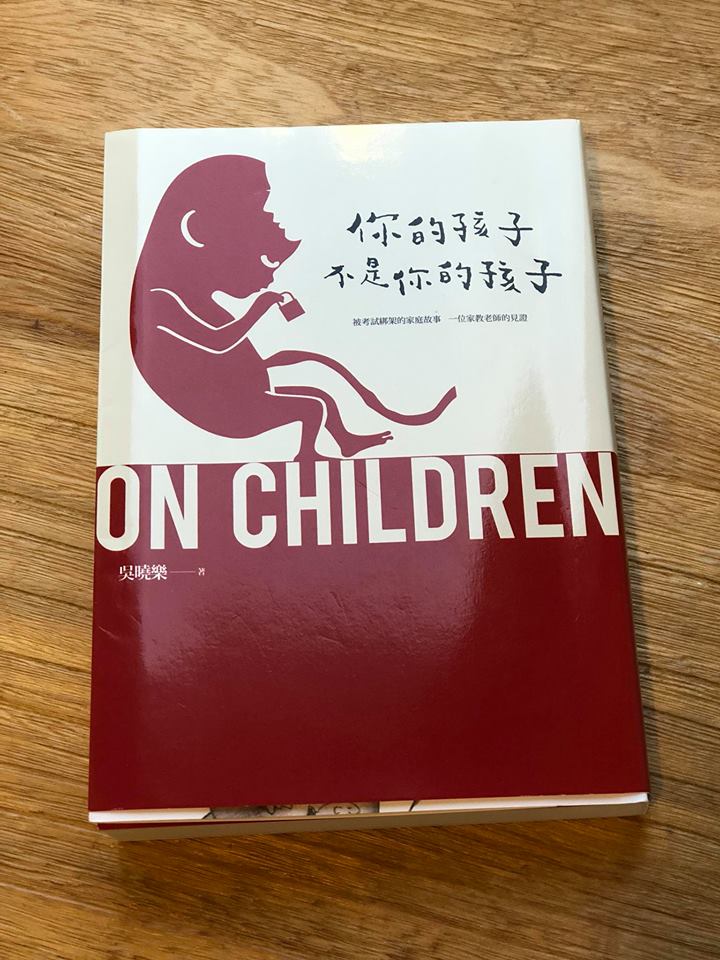 你的孩子
不是你的孩子
被考試綁架的家庭故事 一位家教老師的見證
ON CHILDREN
吳曉樂——著